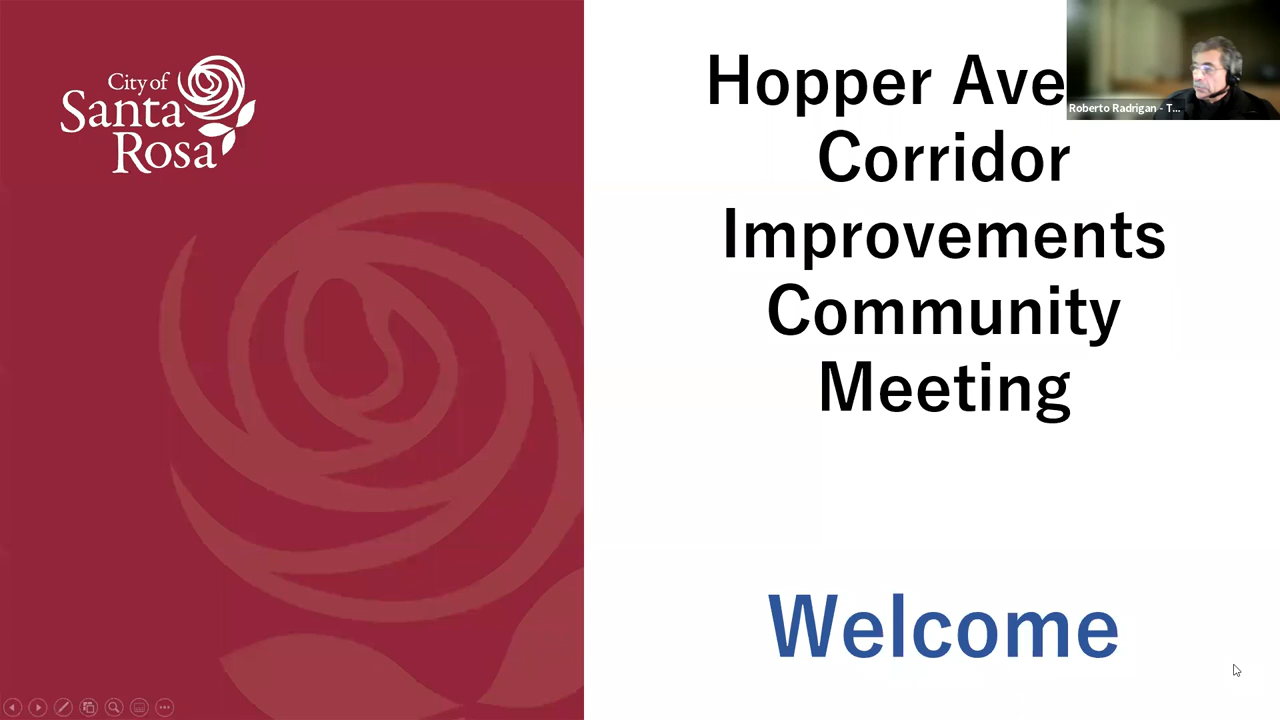 City of
Santa
Rosa
Hopper Ave
Corridor
Improvements
Community
Meeting
Welcome
Roberto Radrigan - T...